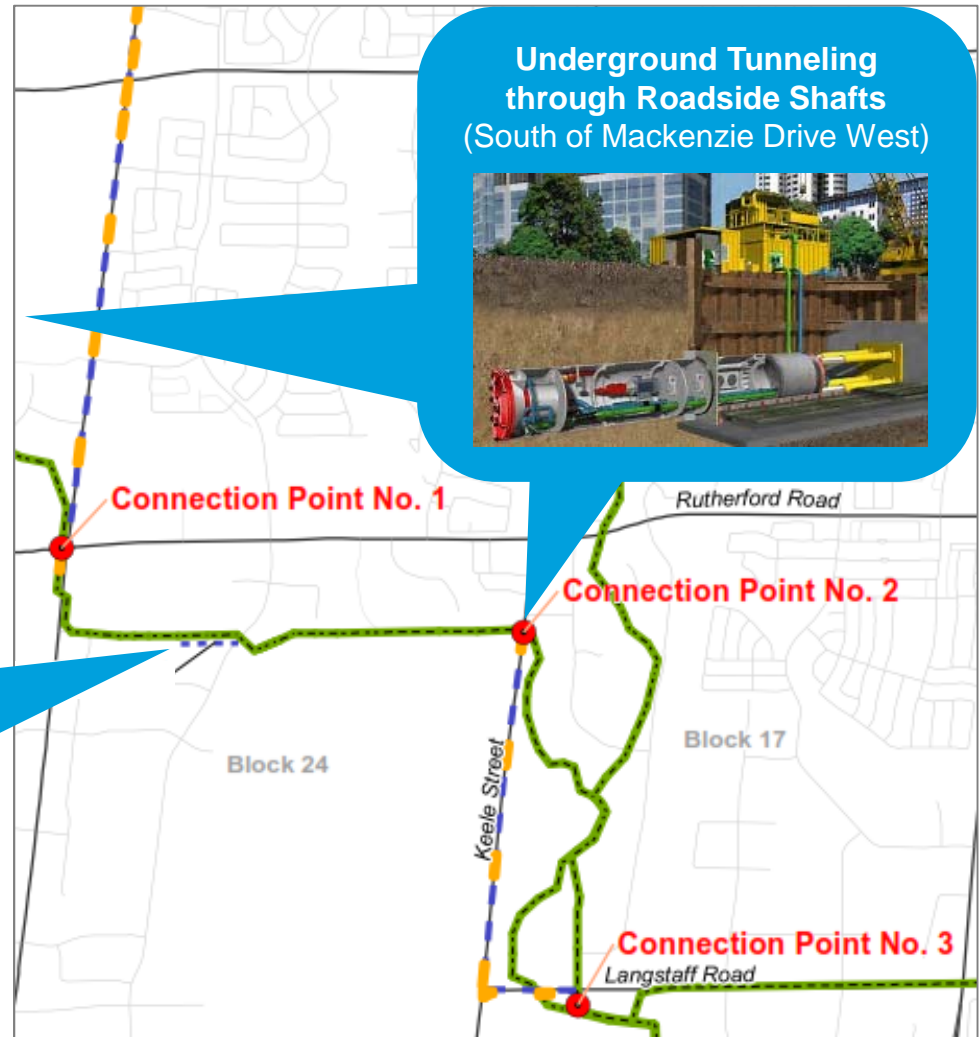 Underground Tunneling
through Roadside Shafts
(South of Mackenzie Drive West)
Connection Point No. 1
Rutherford Road
Connection Point No. 2
Block 24
Keele Street
Block 17
Connection Point No. 3
Langstaff Road